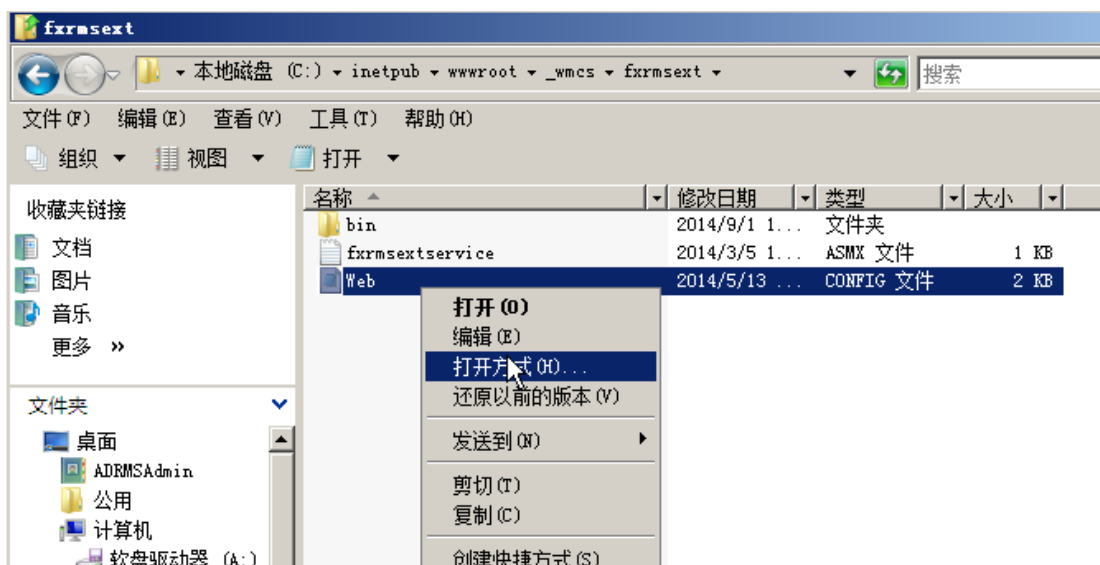 fxrmsext
本地磁盘 (C:) inetpub wwwroot _wmcs fxrmsext 搜索
文件(F) 编辑(E) 查看(V) 工具(T) 帮助(H)
组织 视图 打开
收藏夹链接
文档
图片
音乐
更多 »
文件夹
桌面
ADRMSAdmin
公用
计算机
软盘驱动器 (A:)
名称 修改日期 类型 大小
bin 2014/9/1 1... 文件夹
fxrmsextservice 2014/3/5 1... ASMX 文件 1 KB
Web 2014/5/13 ... CONFIG 文件 2 KB
打开(O)
编辑(E)
打开方式(H)...
还原以前的版本(V)
发送到(N)
剪切(T)
复制(C)
创建快捷方式(S)